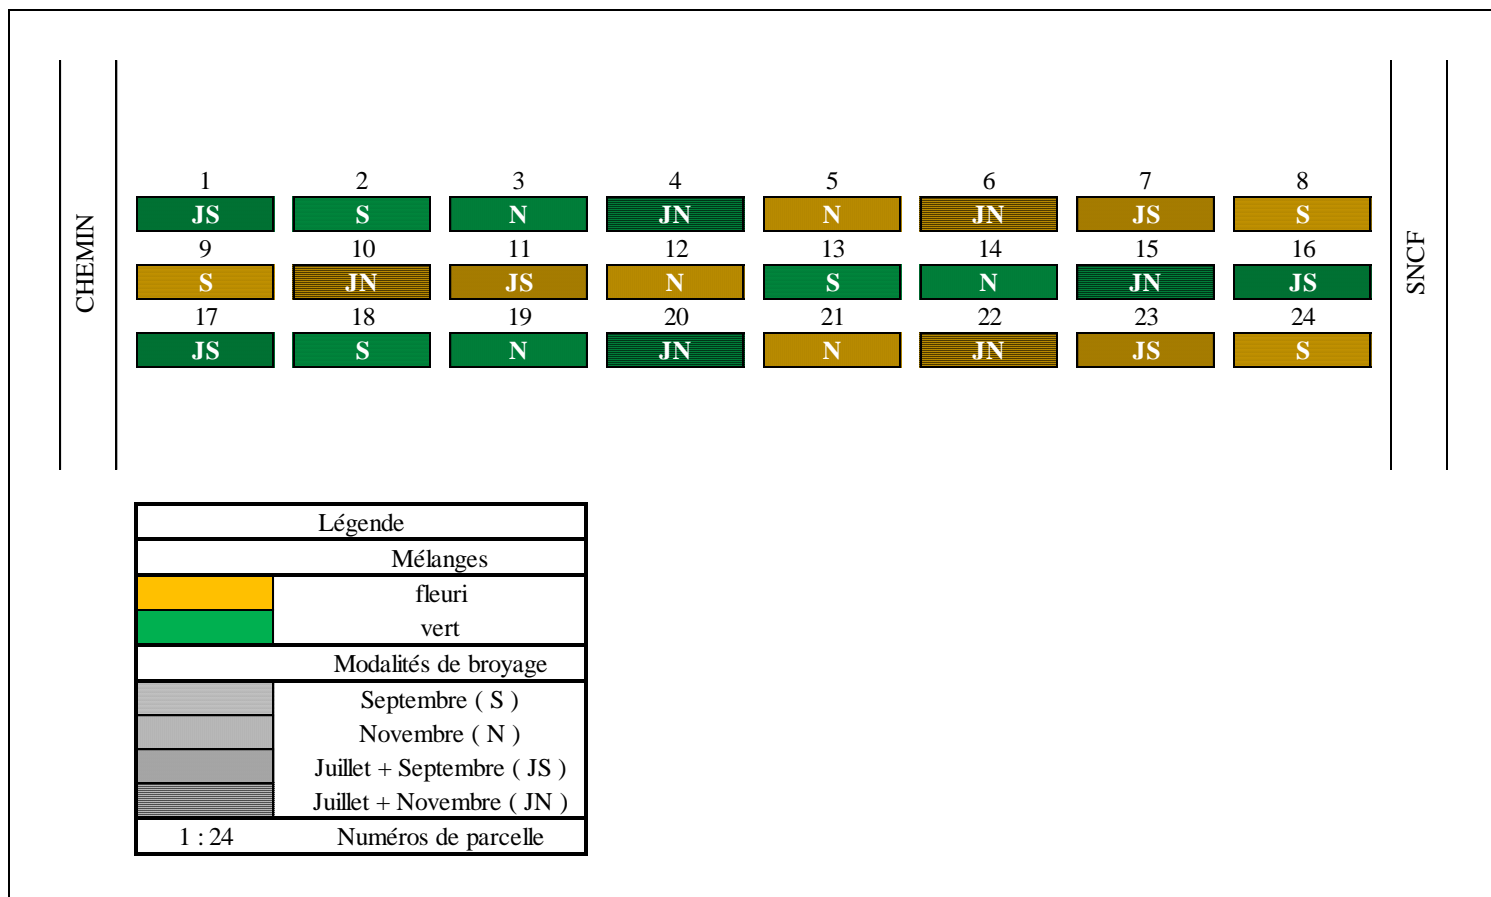 1 2 3 4 5 6 7 8
JS S N JN N JN JS S
9 10 11 12 13 14 15 16
S JN JS N S N JN JS
17 18 19 20 21 22 23 24
JS S N JN N JN JS S
CHEMIN
SNCF
Légende
Mélanges
fleuri
vert
Modalités de broyage
Septembre ( S )
Novembre ( N )
Juillet + Septembre ( JS )
Juillet + Novembre ( JN )
1 : 24 Numéros de parcelle